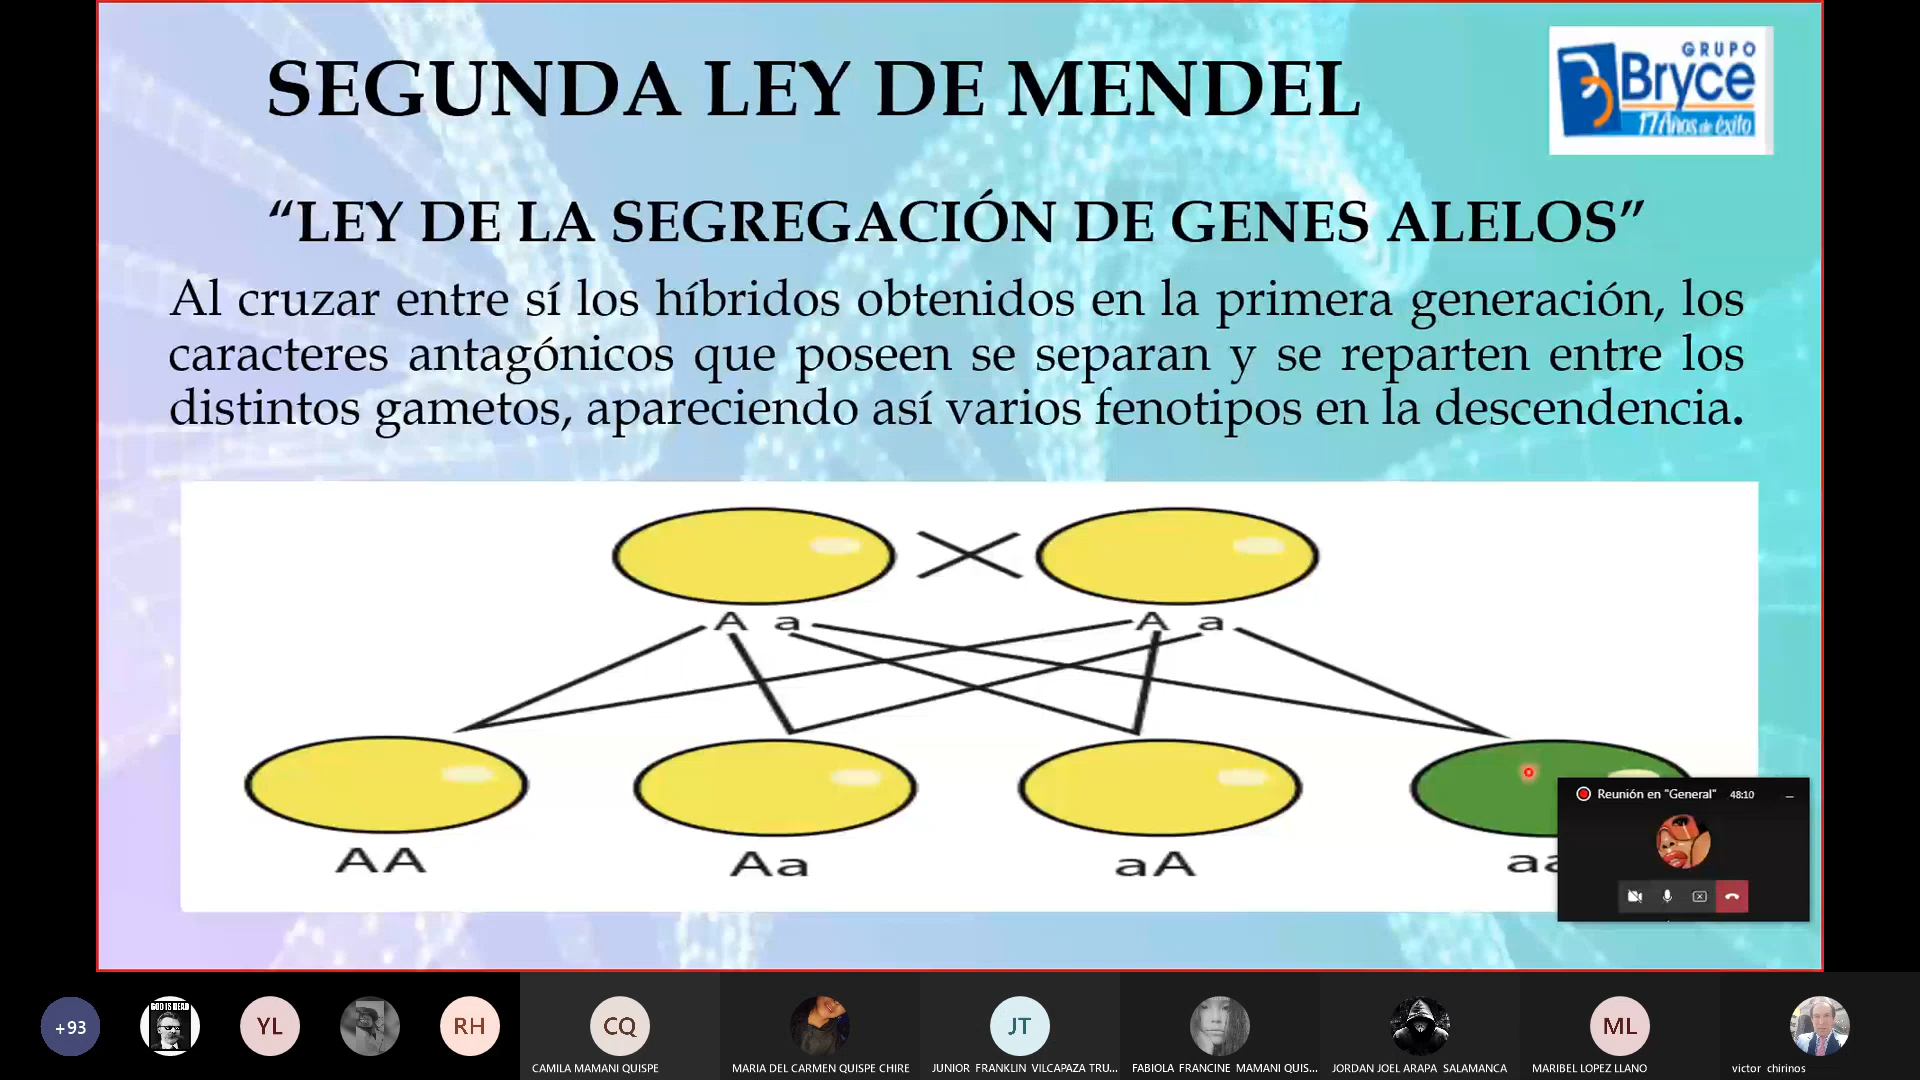 SEGUNDA LEY DE MENDEL
GRUPO
Bryce
17 Años de éxito
“LEY DE LA SEGREGACIÓN DE GENES ALELOS”
Al cruzar entre sí los híbridos obtenidos en la primera generación, los
caracteres antagónicos que poseen se separan y se reparten entre los
distintos gametos, apareciendo así varios fenotipos en la descendencia.
A a A a
AA Aa aA aa
Reunión en "General" 48:10
+93
GOD IS DEAD
YL
RH
CQ
JT
ML
CAMILA MAMANI QUISPE
MARIA DEL CARMEN QUISPE CHIRE
JUNIOR FRANKLIN VILCAPAZA TRU...
FABIOLA FRANCINE MAMANI QUIS...
JORDAN JOEL ARAPA SALAMANCA
MARIBEL LOPEZ LLANO
victor chirinos